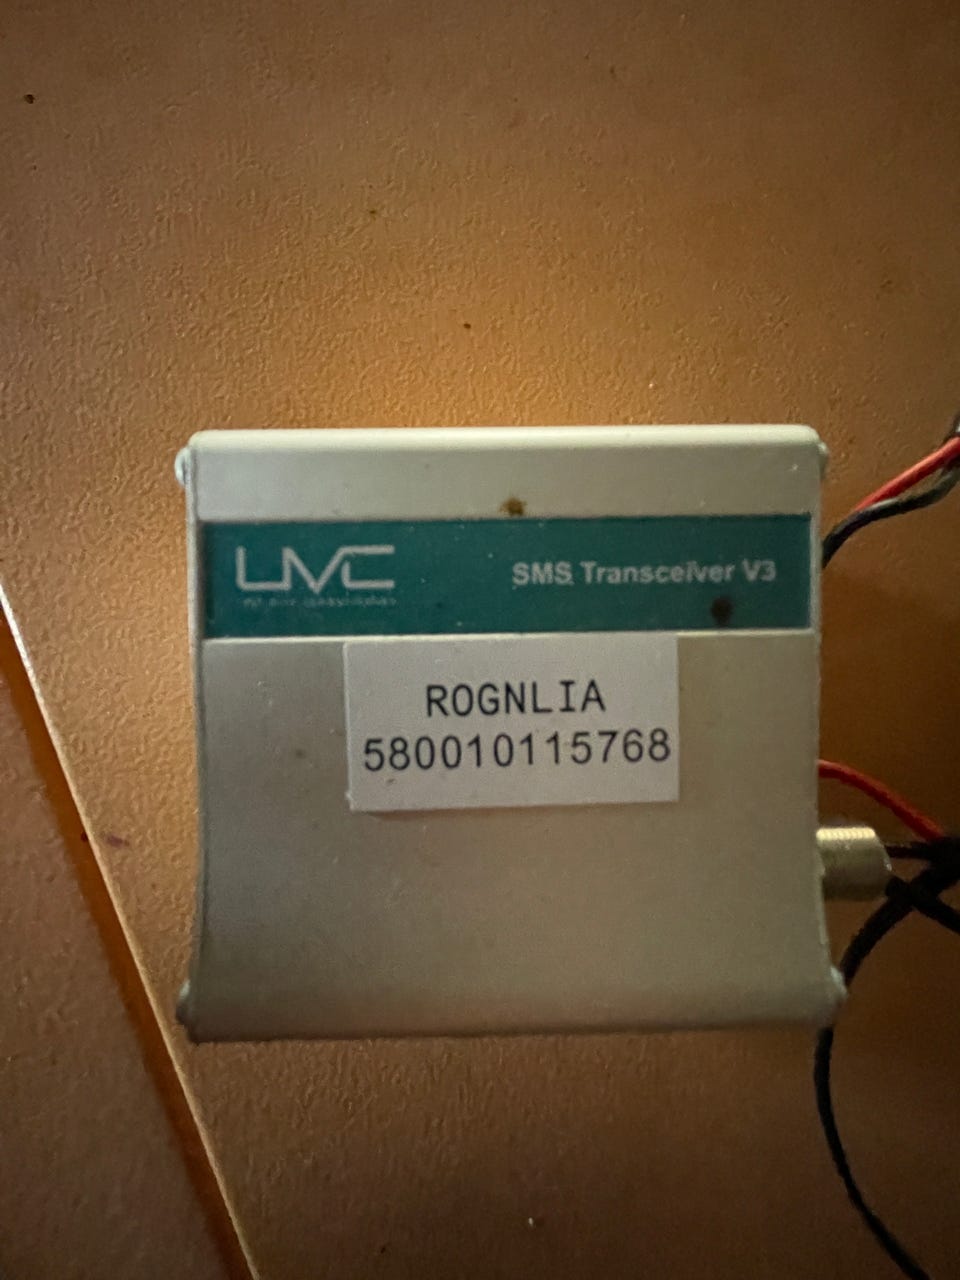 LMC
SMS Transceiver V3
ROGNLIA
580010115768